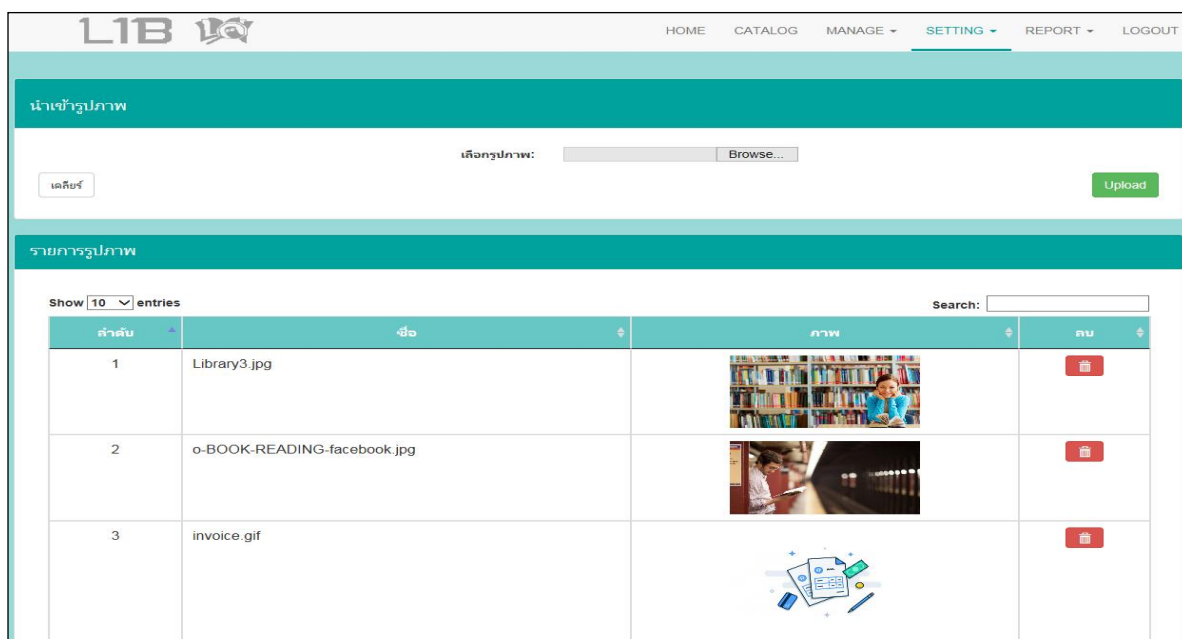 L1B
HOME CATALOG MANAGE SETTING REPORT LOGOUT
นำเข้ารูปภาพ
เลือกรูปภาพ: Browse...
เคลียร์ Upload
รายการรูปภาพ
Show 10 entries Search:
ลำดับ ชื่อ ภาพ ลบ
1 Library3.jpg
2 o-BOOK-READING-facebook.jpg
3 invoice.gif